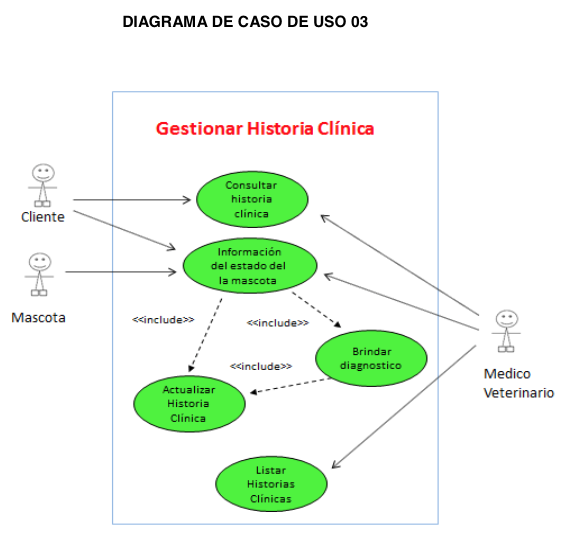 DIAGRAMA DE CASO DE USO 03
Gestionar Historia Clínica
Consultar
historia
clínica
Cliente
Información
del estado del
la mascota
Mascota
<<include>>
<<include>>
Brindar
diagnostico
<<include>>
Medico
Veterinario
Actualizar
Historia
Clínica
Listar
Historias
Clínicas